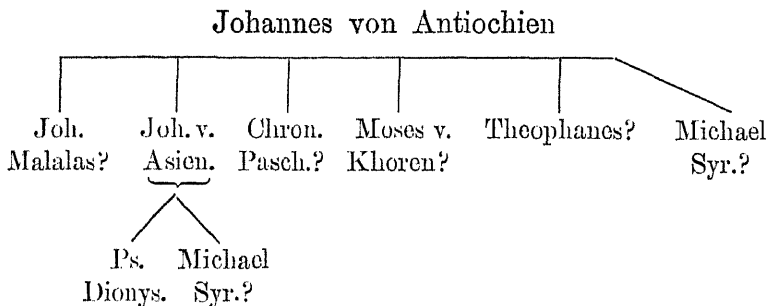 Johannes von Antiochien
Joh. Joh. v. Chron. Moses v. Theophanes? Michael
Malalas? Asien. Pasch.? Khoren? Syr.?
Ps. Michael
Dionys. Syr.?